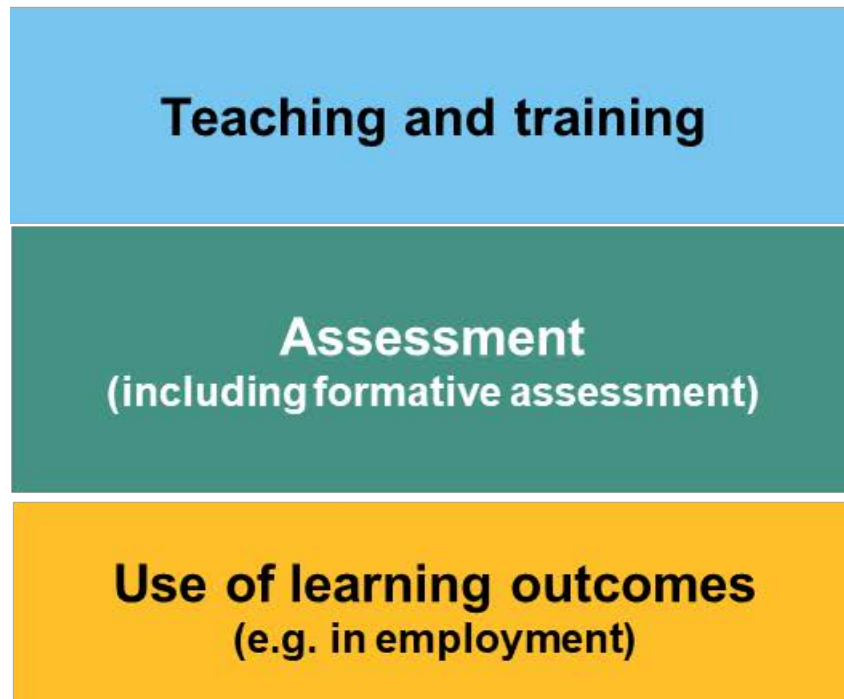 Teaching and training
Assessment
(including formative assessment)
Use of learning outcomes
(e.g. in employment)